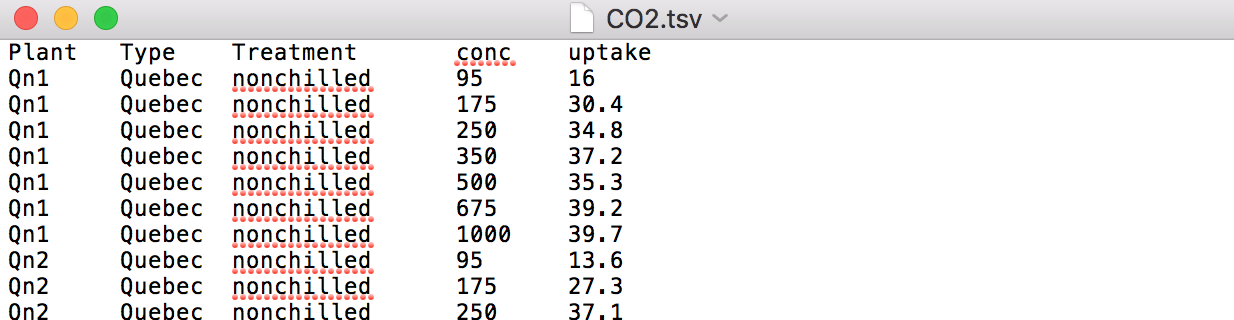 CO2.tsv
Plant Type Treatment conc uptake
Qn1 Quebec nonchilled 95 16
Qn1 Quebec nonchilled 175 30.4
Qn1 Quebec nonchilled 250 34.8
Qn1 Quebec nonchilled 350 37.2
Qn1 Quebec nonchilled 500 35.3
Qn1 Quebec nonchilled 675 39.2
Qn1 Quebec nonchilled 1000 39.7
Qn2 Quebec nonchilled 95 13.6
Qn2 Quebec nonchilled 175 27.3
Qn2 Quebec nonchilled 250 37.1